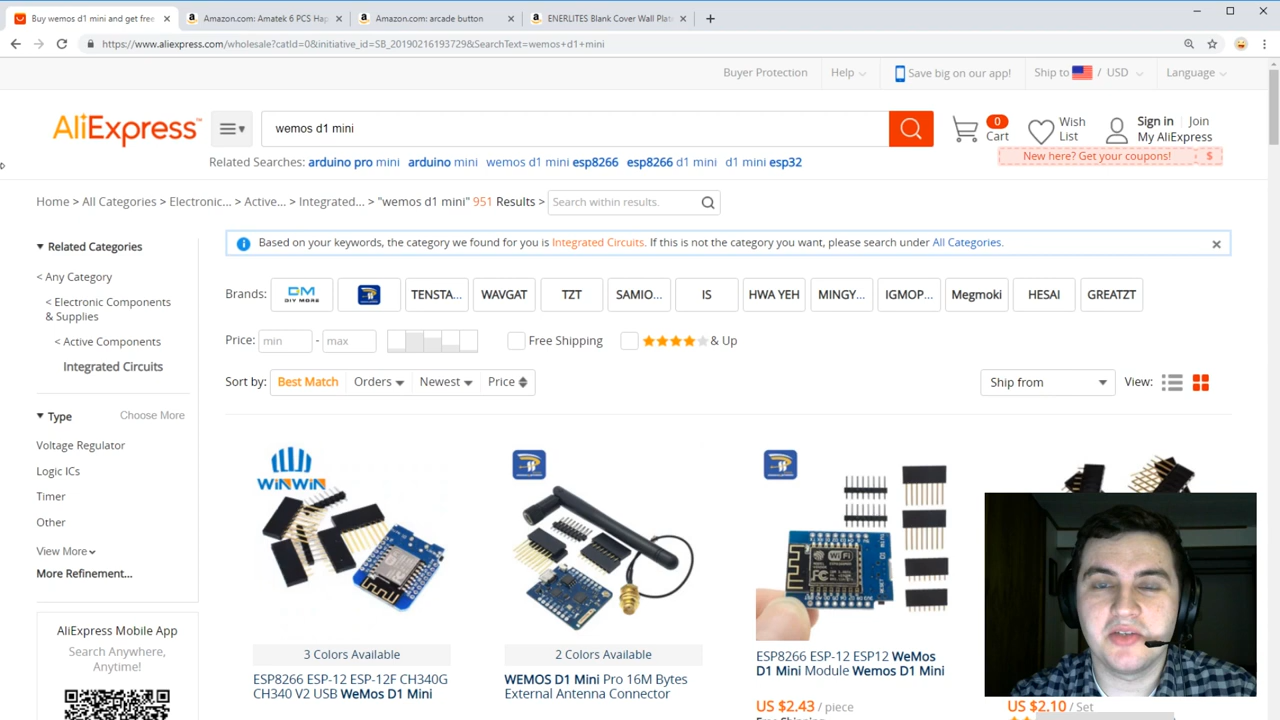 Buy wemos d1 mini and get free
Amazon.com: Amatek 6 PCS Hap
Amazon.com: arcade button
ENERLITES Blank Cover Wall Plat
https://www.aliexpress.com/wholesale?catId=0&initiative_id=SB_20190216193729&SearchText=wemos+d1+mini
Buyer Protection
Help
Save big on our app!
Ship to / USD
Language
AliExpress™
wemos d1 mini
0
Cart
Wish List
Sign in Join
My AliExpress
New here? Get your coupons! $
Related Searches: arduino pro mini arduino mini wemos d1 mini esp8266 esp8266 d1 mini d1 mini esp32
Home > All Categories > Electronic... > Active... > Integrated... > "wemos d1 mini" 951 Results >
Search within results.
Related Categories
< Any Category
< Electronic Components & Supplies
< Active Components
Integrated Circuits
Type Choose More
Voltage Regulator
Logic ICs
Timer
Other
View More
More Refinement...
AliExpress Mobile App
Search Anywhere,
Anytime!
Based on your keywords, the category we found for you is Integrated Circuits. If this is not the category you want, please search under All Categories.
Brands: DM DIY MORE TENSTA... WAVGAT TZT SAMIO... IS HWA YEH MINGY... IGMOP... Megmoki HESAI GREATZT
Price: min - max Free Shipping & Up
Sort by: Best Match Orders Newest Price
Ship from
View:
WINWIN
3 Colors Available
ESP8266 ESP-12 ESP-12F CH340G
CH340 V2 USB WeMos D1 Mini
2 Colors Available
WEMOS D1 Mini Pro 16M Bytes
External Antenna Connector
WiFi
ESP8266 ESP-12 ESP12 WeMos
D1 Mini Module Wemos D1 Mini
US $2.43 / piece
US $2.10 / Set